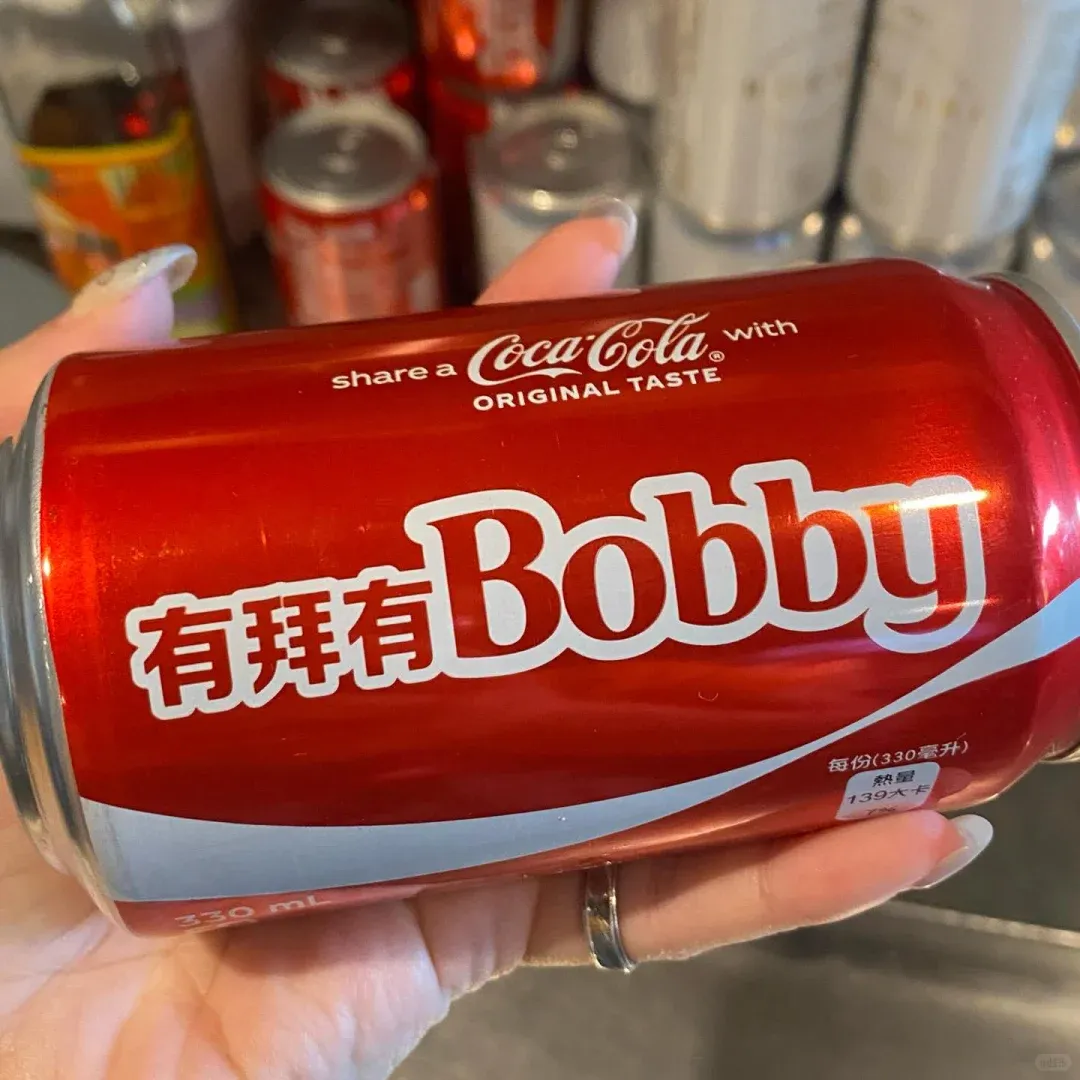 share a Coca-Cola® with
ORIGINAL TASTE
有拜有Bobby
每份(330毫升)
熱量
139大卡
7%
330 mL